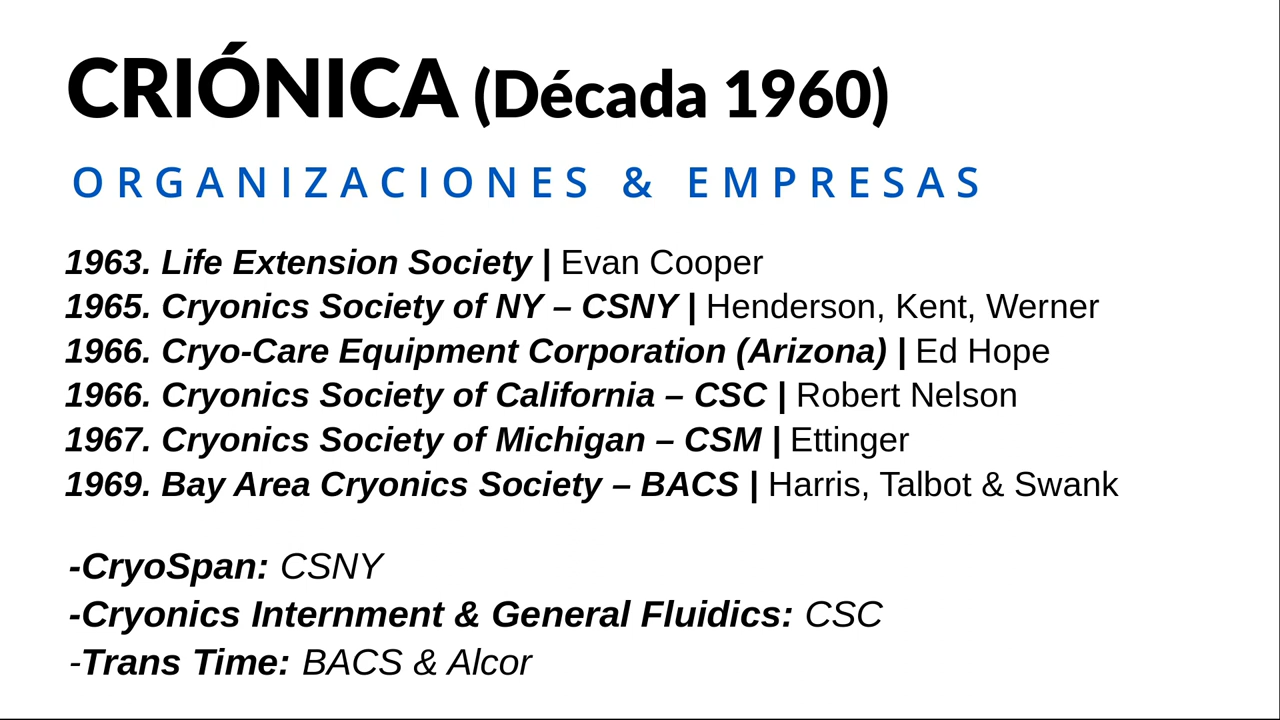 CRIÓNICA (Década 1960)
ORGANIZACIONES & EMPRESAS
1963. Life Extension Society | Evan Cooper
1965. Cryonics Society of NY – CSNY | Henderson, Kent, Werner
1966. Cryo-Care Equipment Corporation (Arizona) | Ed Hope
1966. Cryonics Society of California – CSC | Robert Nelson
1967. Cryonics Society of Michigan – CSM | Ettinger
1969. Bay Area Cryonics Society – BACS | Harris, Talbot & Swank
-CryoSpan: CSNY
-Cryonics Internment & General Fluidics: CSC
-Trans Time: BACS & Alcor